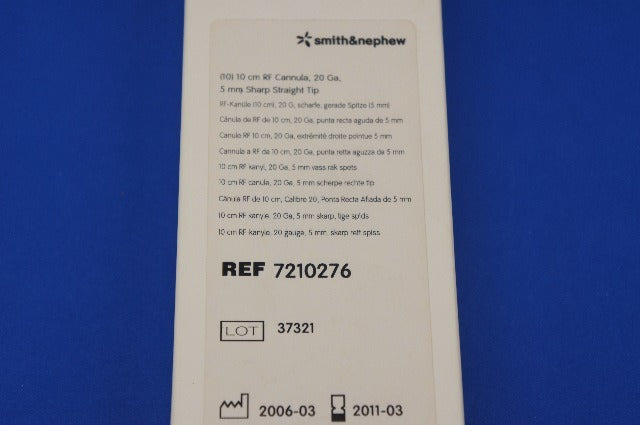 smith&nephew
(10) 10 cm RF Cannula, 20 Ga,
5 mm Sharp Straight Tip
RF-Kanüle (10 cm), 20 G, scharfe, gerade Spitze (5 mm)
Cánula de RF de 10 cm, 20 Ga, punta recta aguda de 5 mm
Canule RF 10 cm, 20 Ga, extrémité droite pointue 5 mm
Cannula a RF da 10 cm, 20 Ga, punta retta aguzza da 5 mm
10 cm RF kanyl, 20 Ga, 5 mm vass rak spets
10 cm RF canula, 20 Ga, 5 mm scherpe rechte tip
Cânula RF de 10 cm, Calibro 20, Ponta Recta Afiada de 5 mm
10 cm RF kanyle, 20 Ga, 5 mm skarp, lige spids
10 cm RF kanyle, 20 gauge, 5 mm, skarp rett spiss
REF 7210276
LOT 37321
2006-03 2011-03